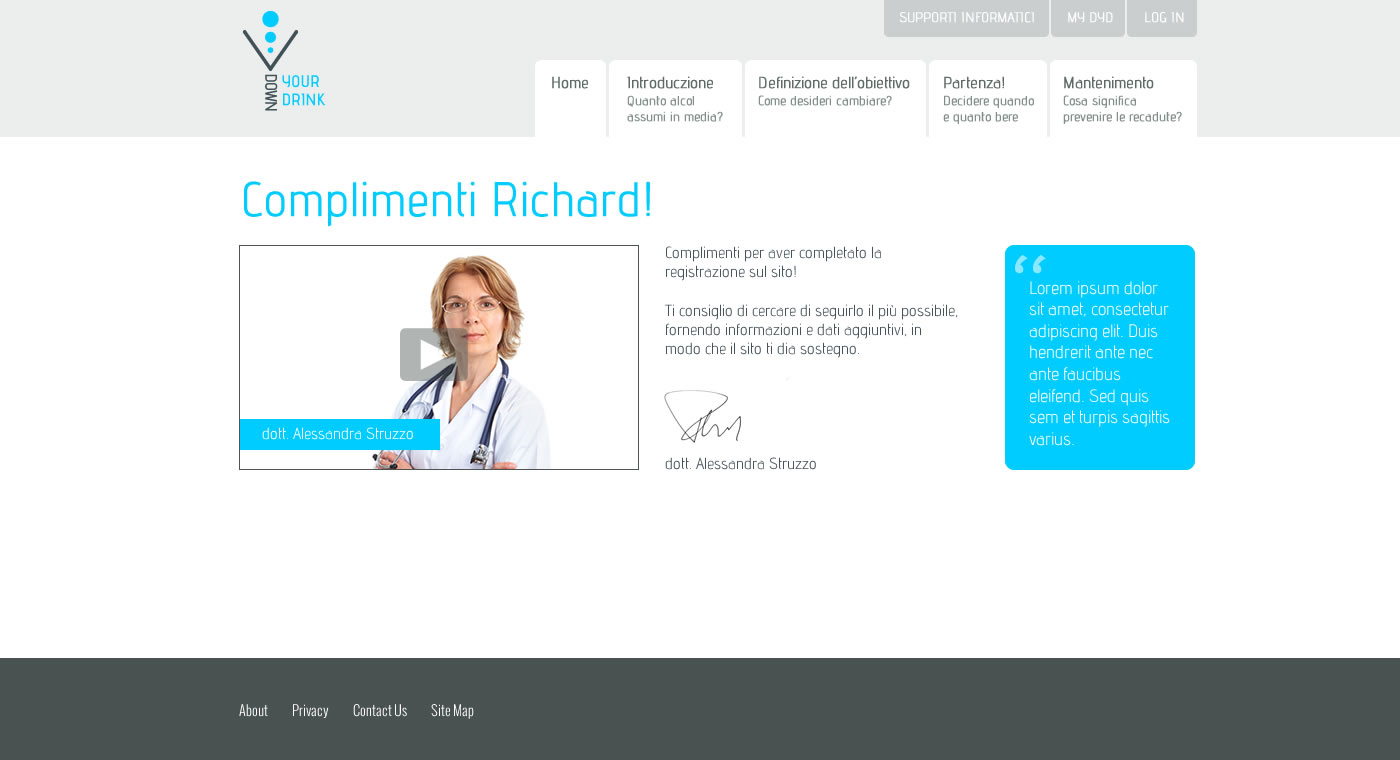 SUPPORTI INFORMATICI
MY DYD
LOG IN
DOWN
YOUR
DRINK
Home
Introduczione
Quanto alcol
assumi in media?
Definizione dell'obiettivo
Come desideri cambiare?
Partenza!
Decidere quando
e quanto bere
Mantenimento
Cosa significa
prevenire le recadute?
Complimenti Richard!
dott. Alessandra Struzzo
Complimenti per aver completato la
registrazione sul sito!
Ti consiglio di cercare di seguirlo il più possibile,
fornendo informazioni e dati aggiuntivi, in
modo che il sito ti dia sostegno.
dott. Alessandra Struzzo
“
Lorem ipsum dolor
sit amet, consectetur
adipiscing elit. Duis
hendrerit ante nec
ante faucibus
eleifend. Sed quis
sem et turpis sagittis
varius.
About
Privacy
Contact Us
Site Map